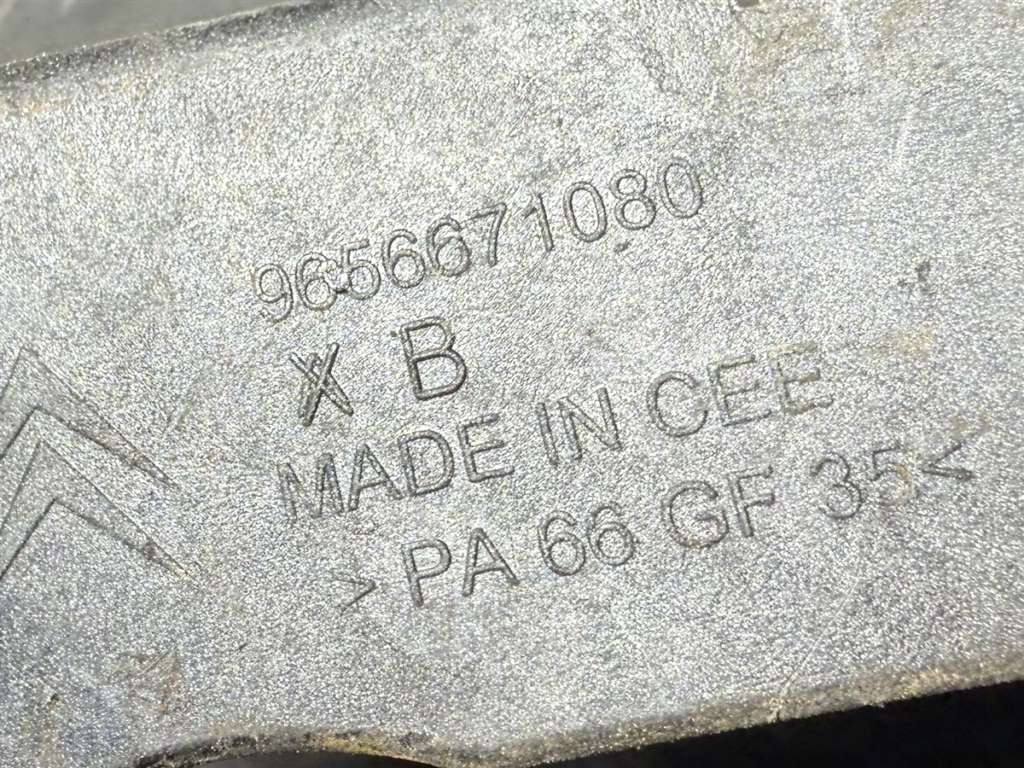 9656671080
X B
MADE IN CEE
>PA 66 GF 35<